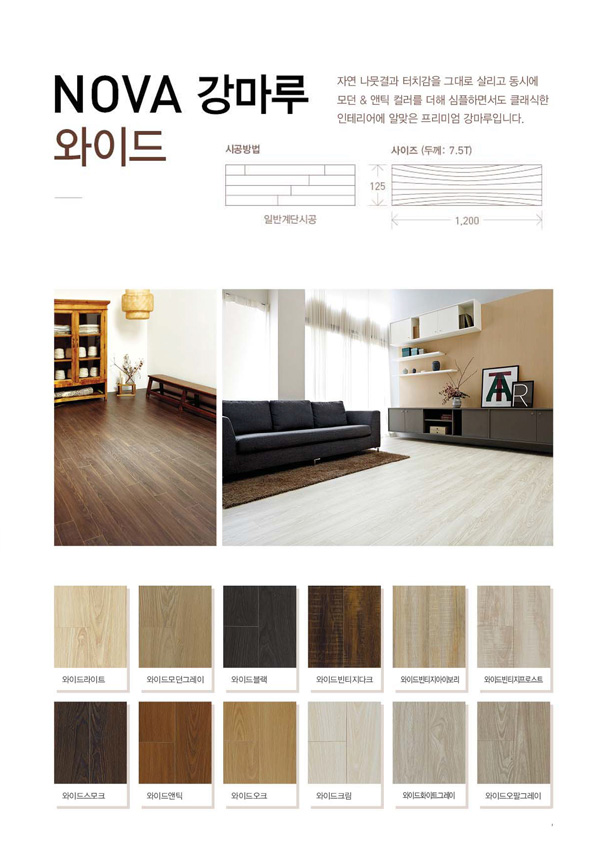 NOVA 강마루
와이드
자연 나뭇결과 터치감을 그대로 살리고 동시에
모던 & 앤틱 컬러를 더해 심플하면서도 클래식한
인테리어에 알맞은 프리미엄 강마루입니다.
시공방법
사이즈 (두께: 7.5T)
125
일반계단시공
1,200
AR
와이드라이트
와이드모던그레이
와이드블랙
와이드빈티지다크
와이드빈티지아이보리
와이드빈티지프로스트
와이드스모크
와이드앤틱
와이드오크
와이드크림
와이드화이트그레이
와이드오팔그레이